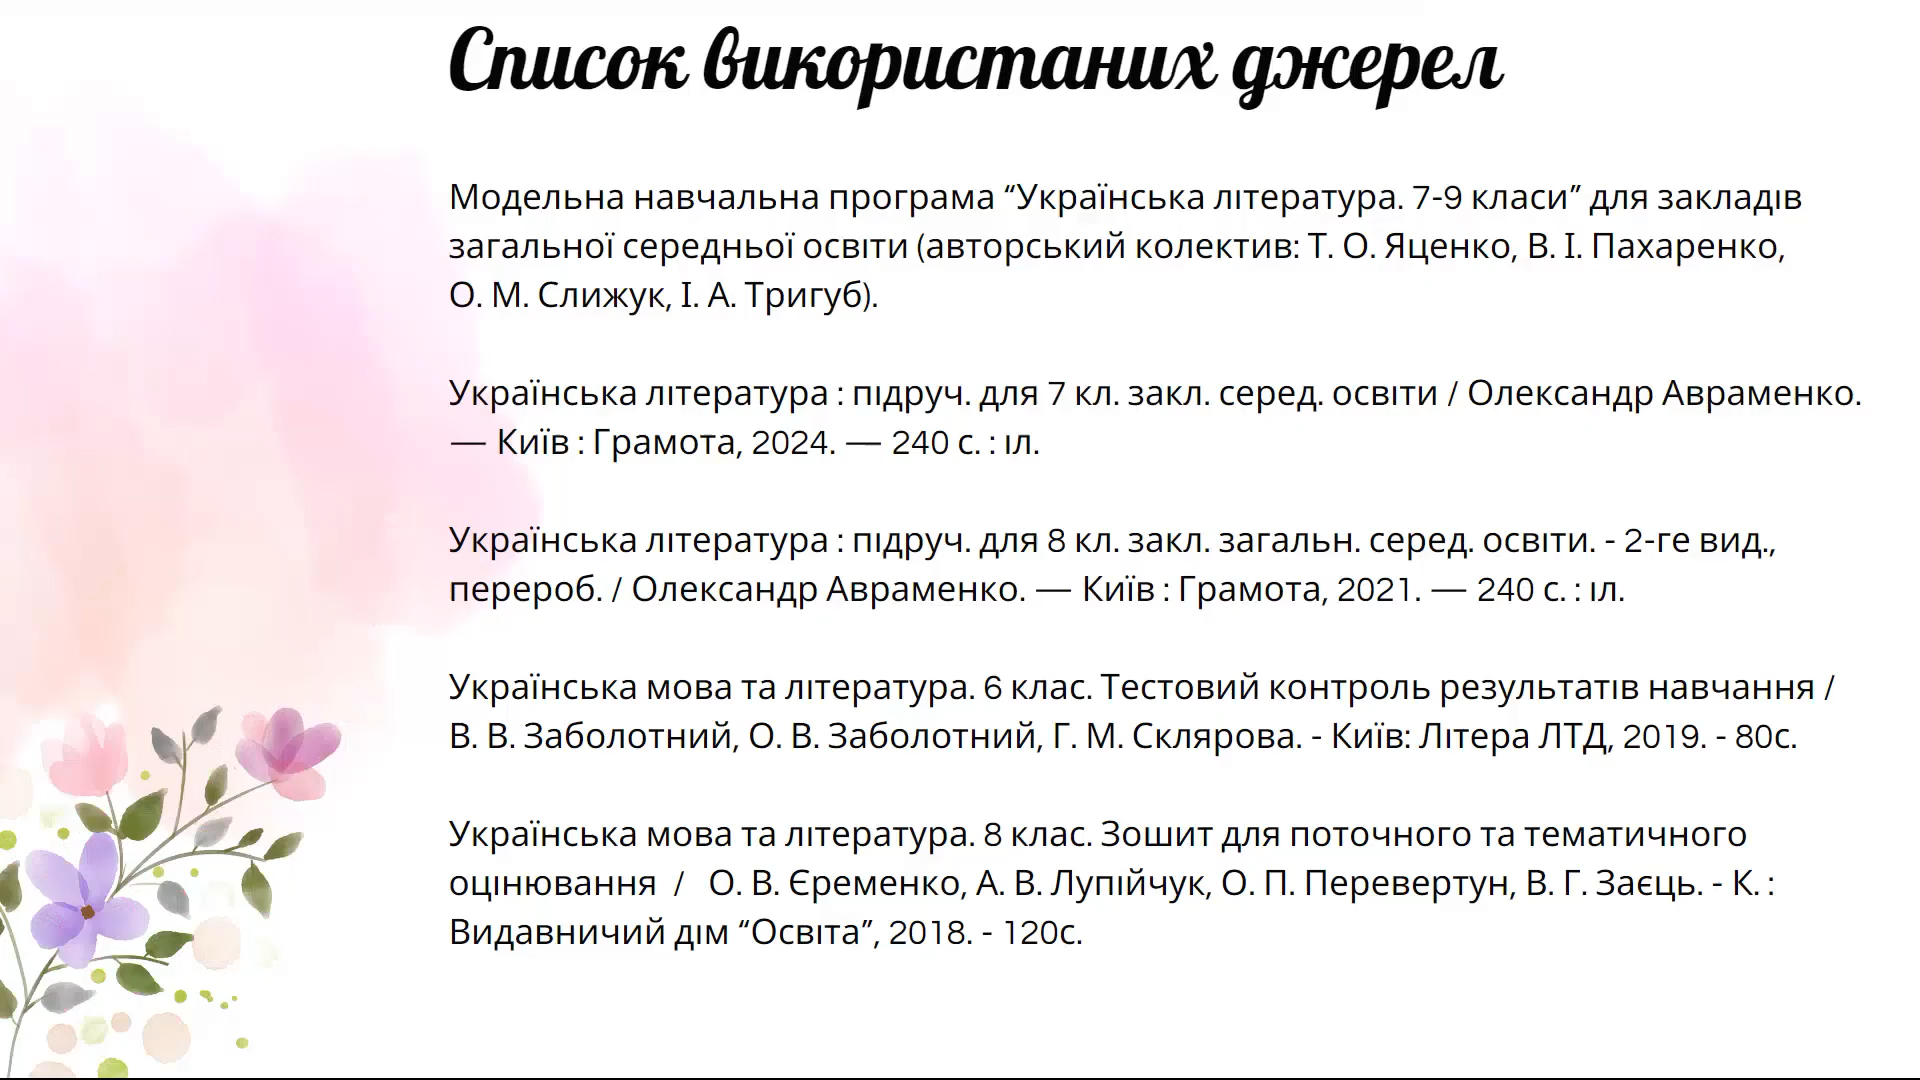 Список використаних джерел
Модельна навчальна програма “Українська література. 7-9 класи” для закладів
загальної середньої освіти (авторський колектив: Т. О. Яценко, В. І. Пахаренко,
О. М. Слижук, І. А. Тригуб).
Українська література : підруч. для 7 кл. закл. серед. освіти / Олександр Авраменко.
— Київ : Грамота, 2024. — 240 с. : іл.
Українська література : підруч. для 8 кл. закл. загальн. серед. освіти. - 2-ге вид.,
перероб. / Олександр Авраменко. — Київ : Грамота, 2021. — 240 с. : іл.
Українська мова та література. 6 клас. Тестовий контроль результатів навчання /
В. В. Заболотний, О. В. Заболотний, Г. М. Склярова. - Київ: Літера ЛТД, 2019. - 80с.
Українська мова та література. 8 клас. Зошит для поточного та тематичного
оцінювання / О. В. Єременко, А. В. Лупійчук, О. П. Перевертун, В. Г. Заєць. - К. :
Видавничий дім “Освіта”, 2018. - 120с.